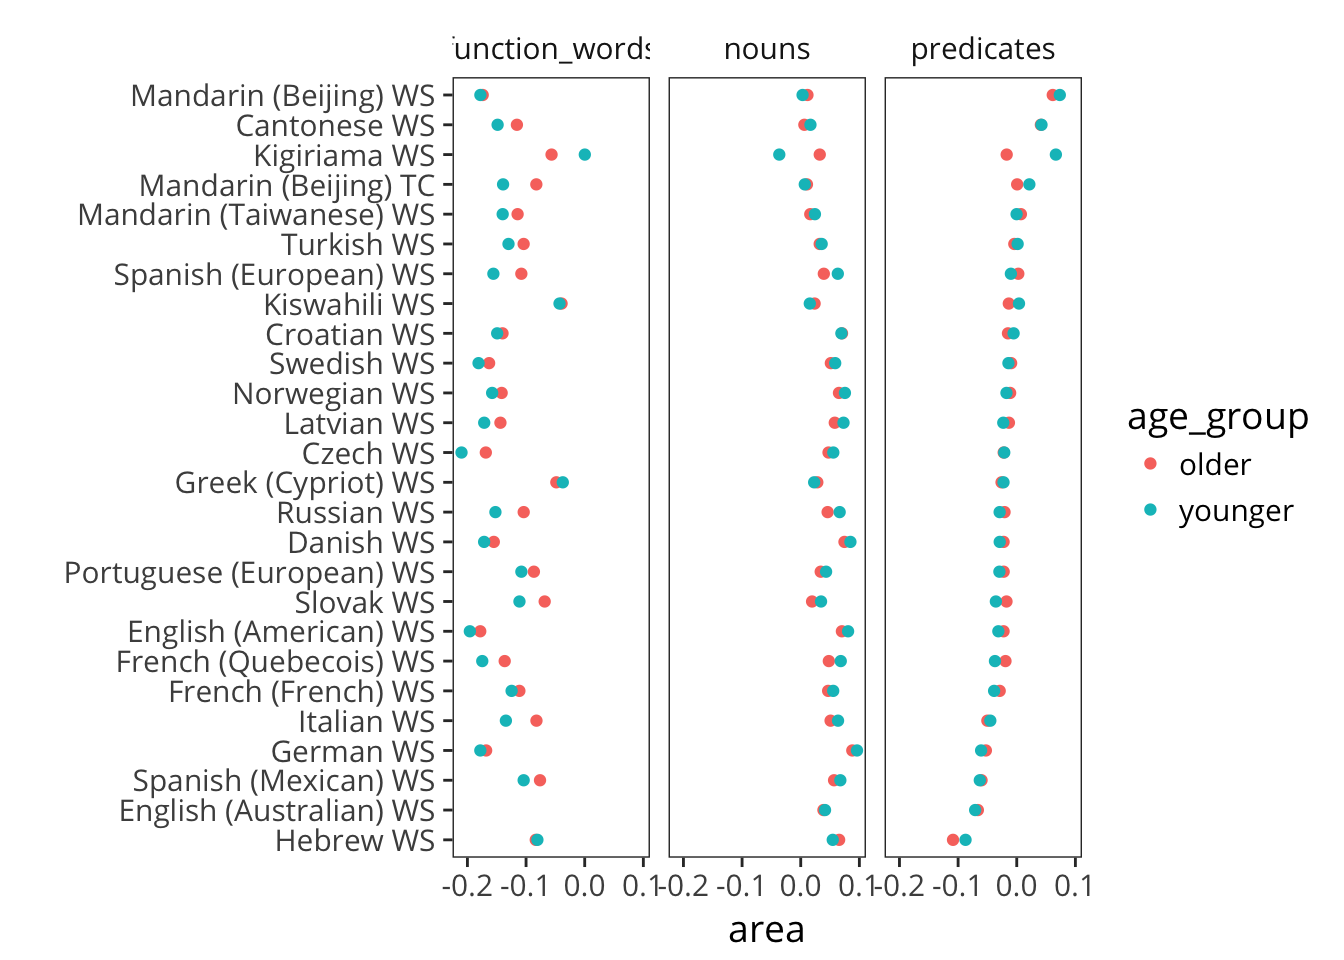 unction_words nouns predicates
Mandarin (Beijing) WS
Cantonese WS
Kigiriama WS
Mandarin (Beijing) TC
Mandarin (Taiwanese) WS
Turkish WS
Spanish (European) WS
Kiswahili WS
Croatian WS
Swedish WS
Norwegian WS
Latvian WS
Czech WS
Greek (Cypriot) WS
Russian WS
Danish WS
Portuguese (European) WS
Slovak WS
English (American) WS
French (Quebecois) WS
French (French) WS
Italian WS
German WS
Spanish (Mexican) WS
English (Australian) WS
Hebrew WS
-0.2 -0.1 0.0 0.1 -0.2 -0.1 0.0 0.1 -0.2 -0.1 0.0 0.1
area
age_group
older
younger